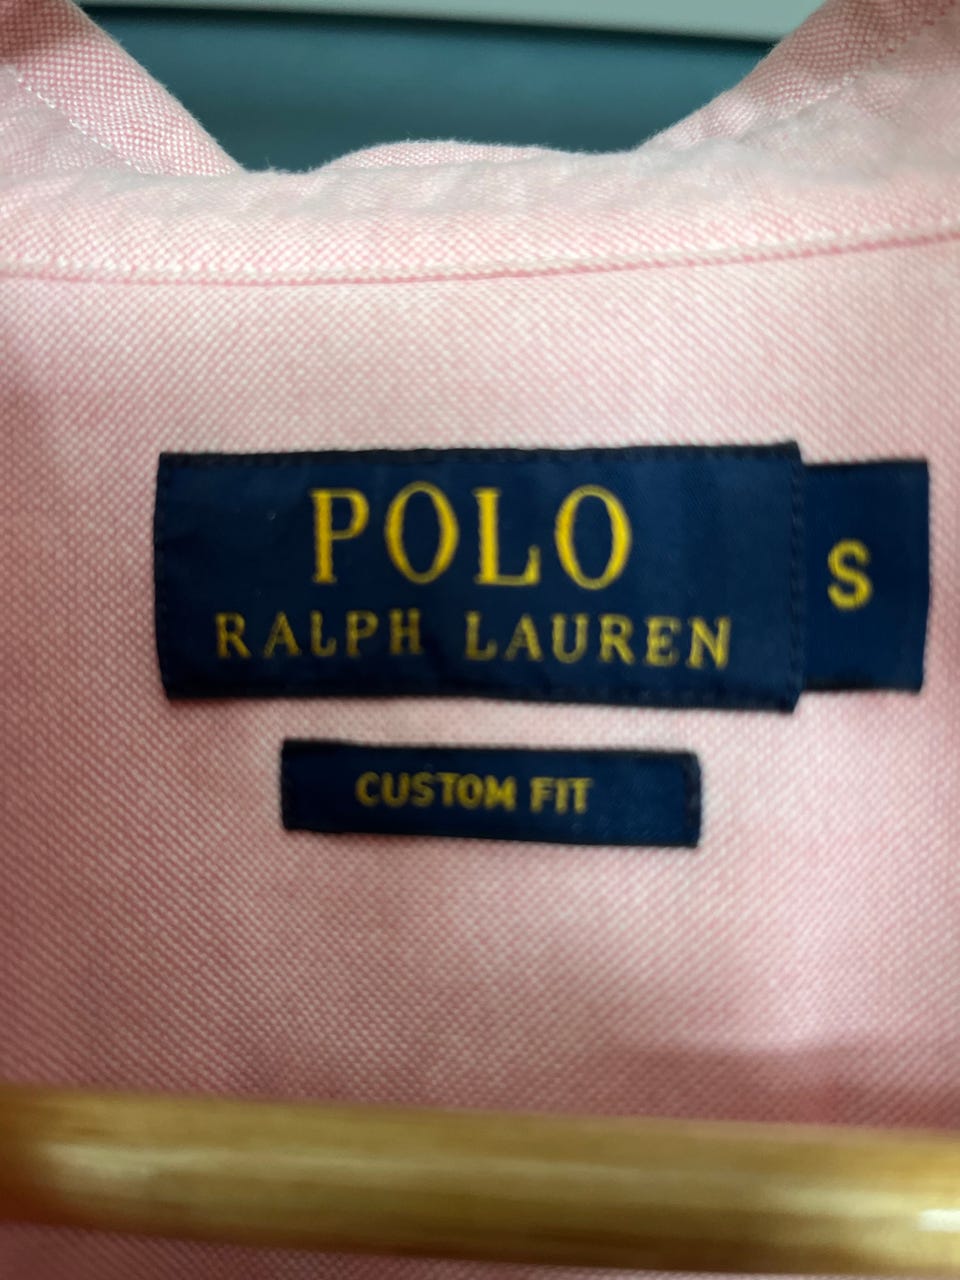 POLO
RALPH LAUREN
S
CUSTOM FIT